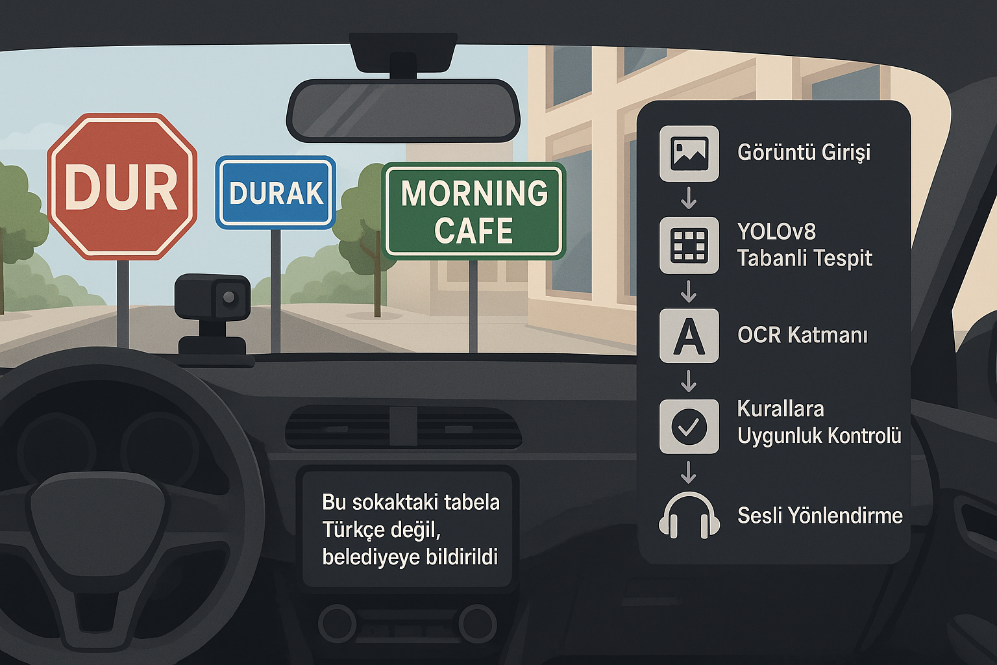 DUR
DURAK
MORNING
CAFE
Görüntü Girişi
YOLOv8
Tabanli Tespit
A
OCR Katmanı
Kurallara
Uygunluk Kontrolü
Sesli Yönlendirme
Bu sokaktaki tabela
Türkçe değil,
belediyeye bildirildi